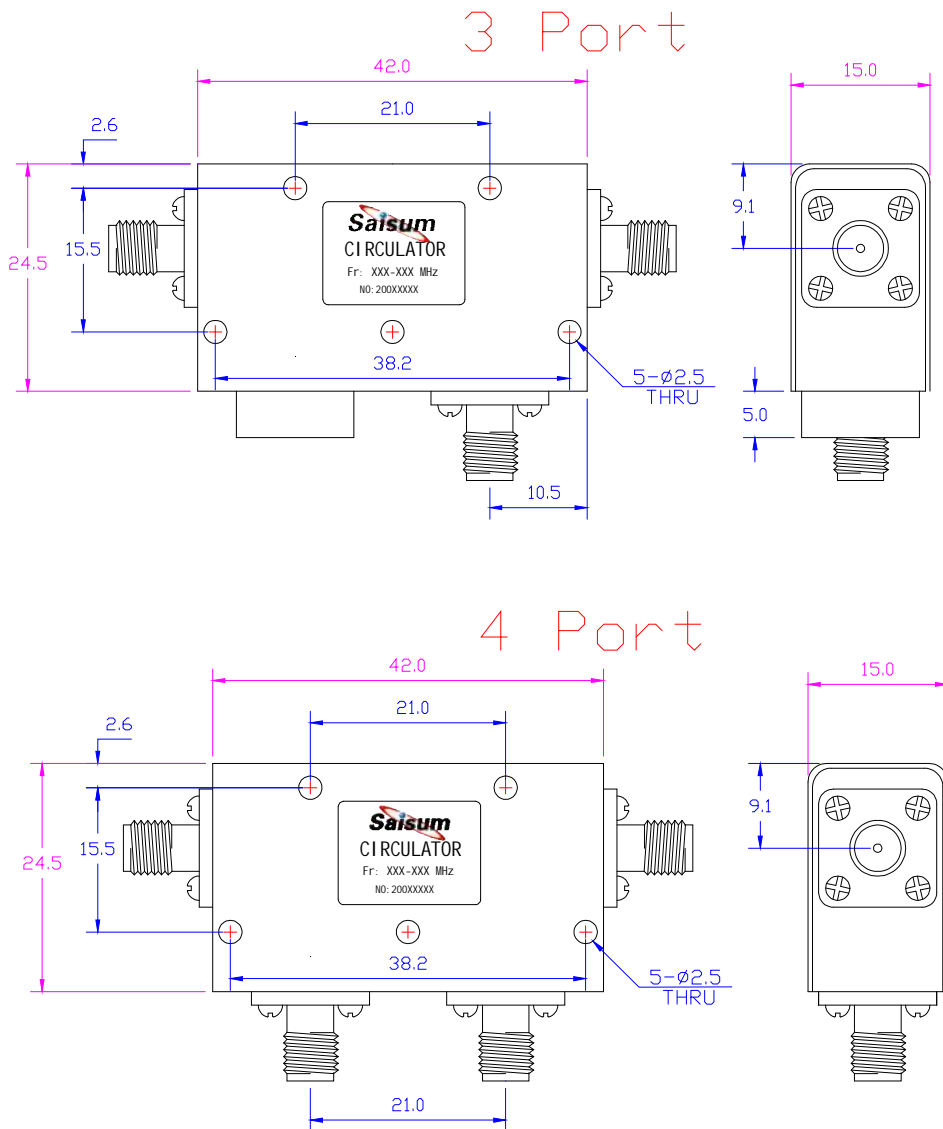 3 Port
42.0
15.0
21.0
2.6
9.1
15.5
24.5
Saisum
CIRCULATOR
Fr: XXX-XXX MHz
NO:200XXXXX
38.2
5-Ø2.5
THRU
5.0
10.5
4 Port
42.0
15.0
21.0
2.6
9.1
15.5
24.5
Saisum
CIRCULATOR
Fr: XXX-XXX MHz
NO:200XXXXX
38.2
5-Ø2.5
THRU
21.0